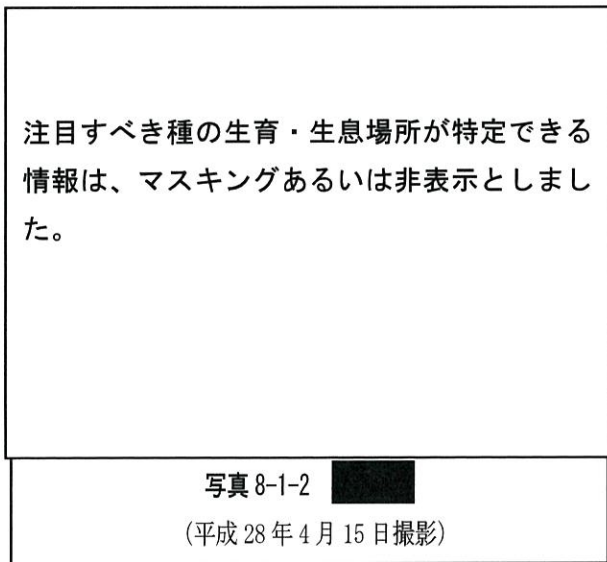 注目すべき種の生育・生息場所が特定できる
情報は、マスキングあるいは非表示としまし
た。
写真 8-1-2
(平成 28 年 4 月 15 日撮影)